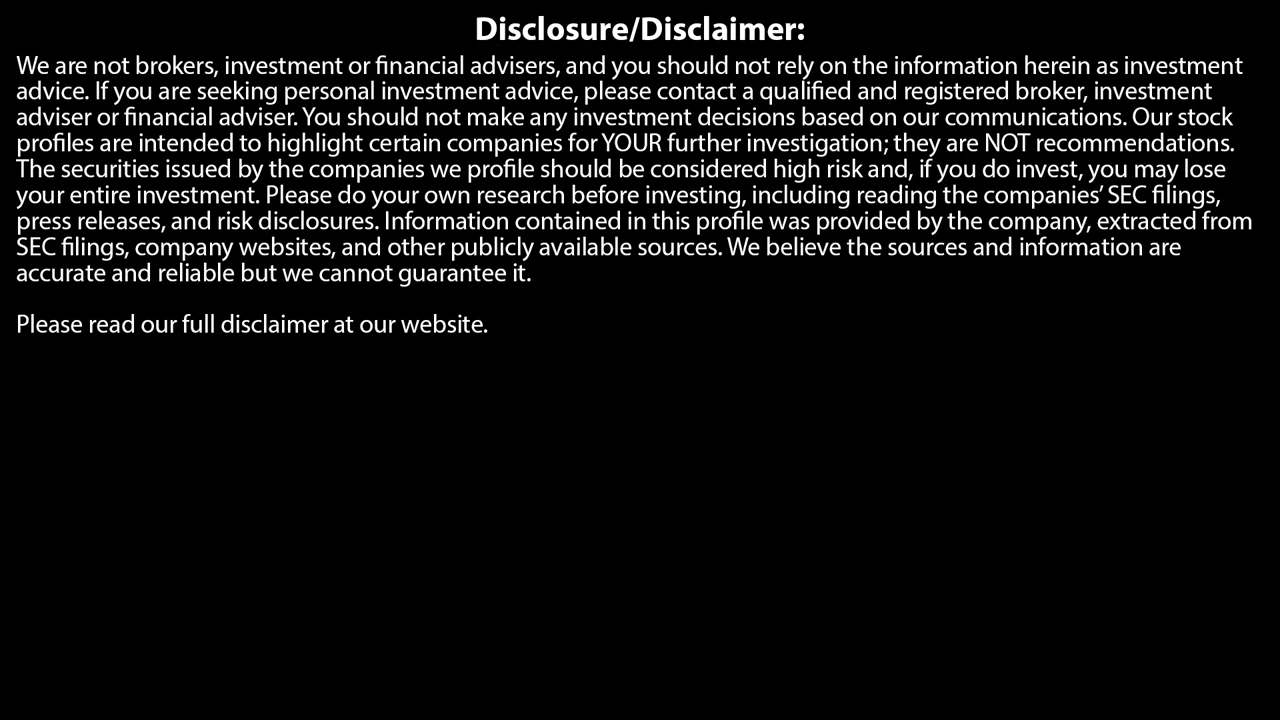 Disclosure/Disclaimer:
We are not brokers, investment or financial advisers, and you should not rely on the information herein as investment
advice. If you are seeking personal investment advice, please contact a qualified and registered broker, investment
adviser or financial adviser. You should not make any investment decisions based on our communications. Our stock
profiles are intended to highlight certain companies for YOUR further investigation; they are NOT recommendations.
The securities issued by the companies we profile should be considered high risk and, if you do invest, you may lose
your entire investment. Please do your own research before investing, including reading the companies’ SEC filings,
press releases, and risk disclosures. Information contained in this profile was provided by the company, extracted from
SEC filings, company websites, and other publicly available sources. We believe the sources and information are
accurate and reliable but we cannot guarantee it.
Please read our full disclaimer at our website.